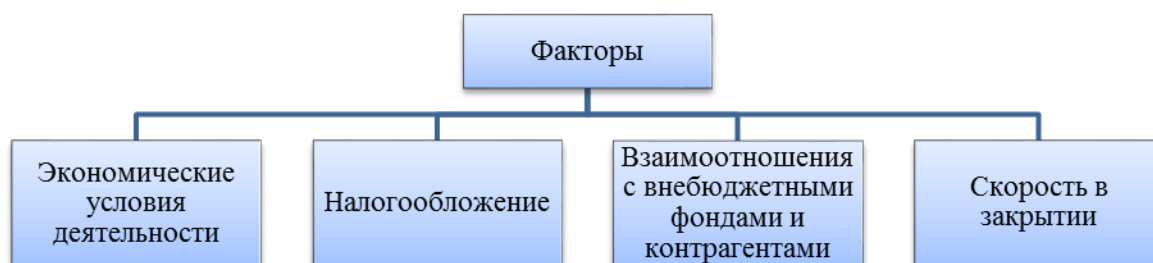 Факторы
Экономические
условия
деятельности
Налогообложение
Взаимоотношения
с внебюджетными
фондами и
контрагентами
Скорость в
закрытии